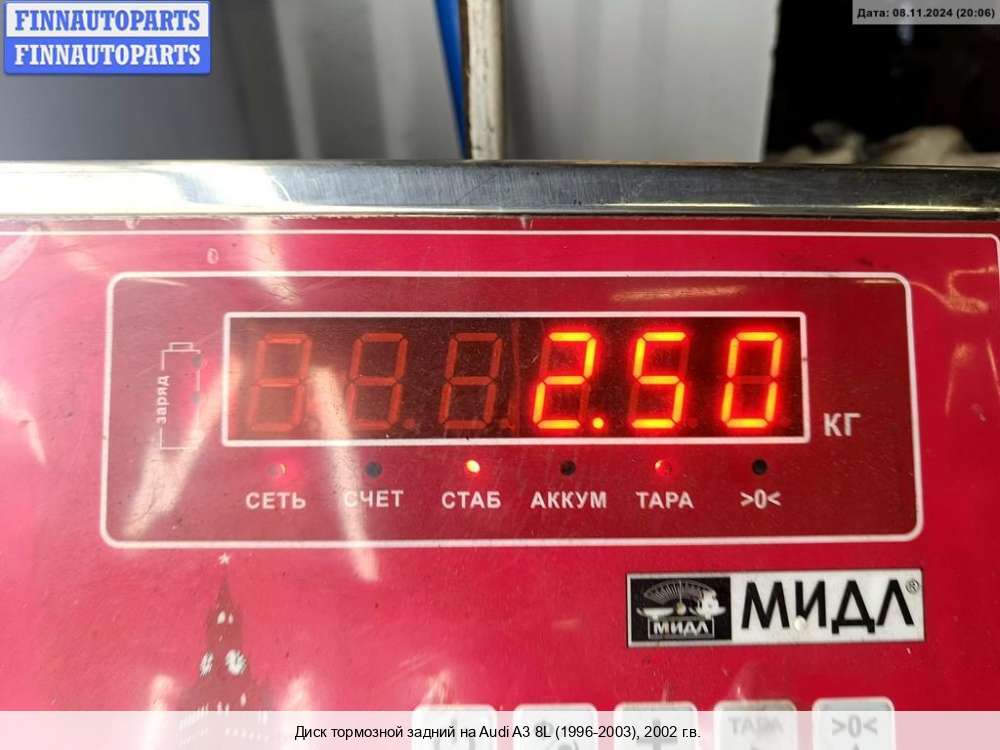 FINNAUTOPARTS
FINNAUTOPARTS
Дата: 08.11.2024 (20:06)
заряд
2.50
КГ
СЕТЬ СЧЕТ СТАБ АККУМ ТАРА >0<
МИДЛ
МИДЛ®
ТАРА >0<
Диск тормозной задний на Audi A3 8L (1996-2003), 2002 г.в.